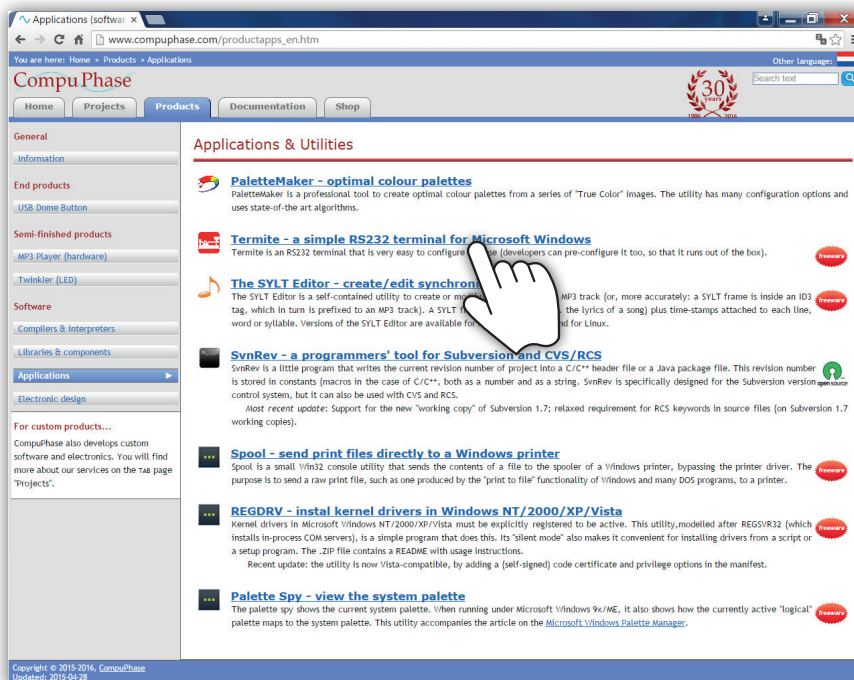 Applications (softwar
www.compuphase.com/productapps_en.htm
You are here: Home > Products > Applications
Other language:
CompuPhase
30
years
1986 2016
Search text
Home
Projects
Products
Documentation
Shop
General
Information
End products
USB Dome Button
Semi-finished products
MP3 Player (hardware)
Twinkler (LED)
Software
Compilers & interpreters
Libraries & components
Applications
Electronic design
For custom products...
CompuPhase also develops custom
software and electronics. You will find
more about our services on the TAB page
"Projects".
Applications & Utilities
PaletteMaker - optimal colour palettes
PaletteMaker is a professional tool to create optimal colour palettes from a series of "True Color" images. The utility has many configuration options and
uses state-of-the art algorithms.
Termite - a simple RS232 terminal for Microsoft Windows
Termite is an RS232 terminal that is very easy to configure (developers can pre-configure it too, so that it runs out of the box).
freeware
The SYLT Editor - create/edit
The SYLT Editor is a self-contained utility to create or MP3 track (or, more accurately: a SYLT frame is inside an ID3
tag, which in turn is prefixed to an MP3 track). A SYLT the lyrics of a song) plus time-stamps attached to each line,
word or syllable. Versions of the SYLT Editor are available for and for Linux.
freeware
SvnRev - a programmers' tool for Subversion and CVS/RCS
SvnRev is a little program that writes the current revision number of project into a C/C++ header file or a Java package file. This revision number
is stored in constants (macros in the case of C/C++, both as a number and as a string. SvnRev is specifically designed for the Subversion version
control system, but it can also be used with CVS and RCS.
Most recent update: Support for the new "working copy" of Subversion 1.7; relaxed requirement for RCS keywords in source files (on Subversion 1.7
working copies).
open source
Spool - send print files directly to a Windows printer
Spool is a small Win32 console utility that sends the contents of a file to the spooler of a Windows printer, bypassing the printer driver. The
purpose is to send a raw print file, such as one produced by the "print to file" functionality of Windows and many DOS programs, to a printer.
freeware
REGDRV - instal kernel drivers in Windows NT/2000/XP/Vista
Kernel drivers in Microsoft Windows NT/2000/XP/Vista must be explicitly registered to be active. This utility,modelled after REGSVR32 (which
installs in-process COM servers), is a simple program that does this. Its "silent mode" also makes it convenient for installing drivers from a script or
a setup program. The .ZIP file contains a README with usage instructions.
Recent update: the utility is now Vista-compatible, by adding a (self-signed) code certificate and privilege options in the manifest.
freeware
Palette Spy - view the system palette
The palette spy shows the current system palette. When running under Microsoft Windows 9x/ME, it also shows how the currently active "logical"
palette maps to the system palette. This utility accompanies the article on the Microsoft Windows Palette Manager.
freeware
Copyright © 2015-2016, CompuPhase
Updated: 2015-04-28